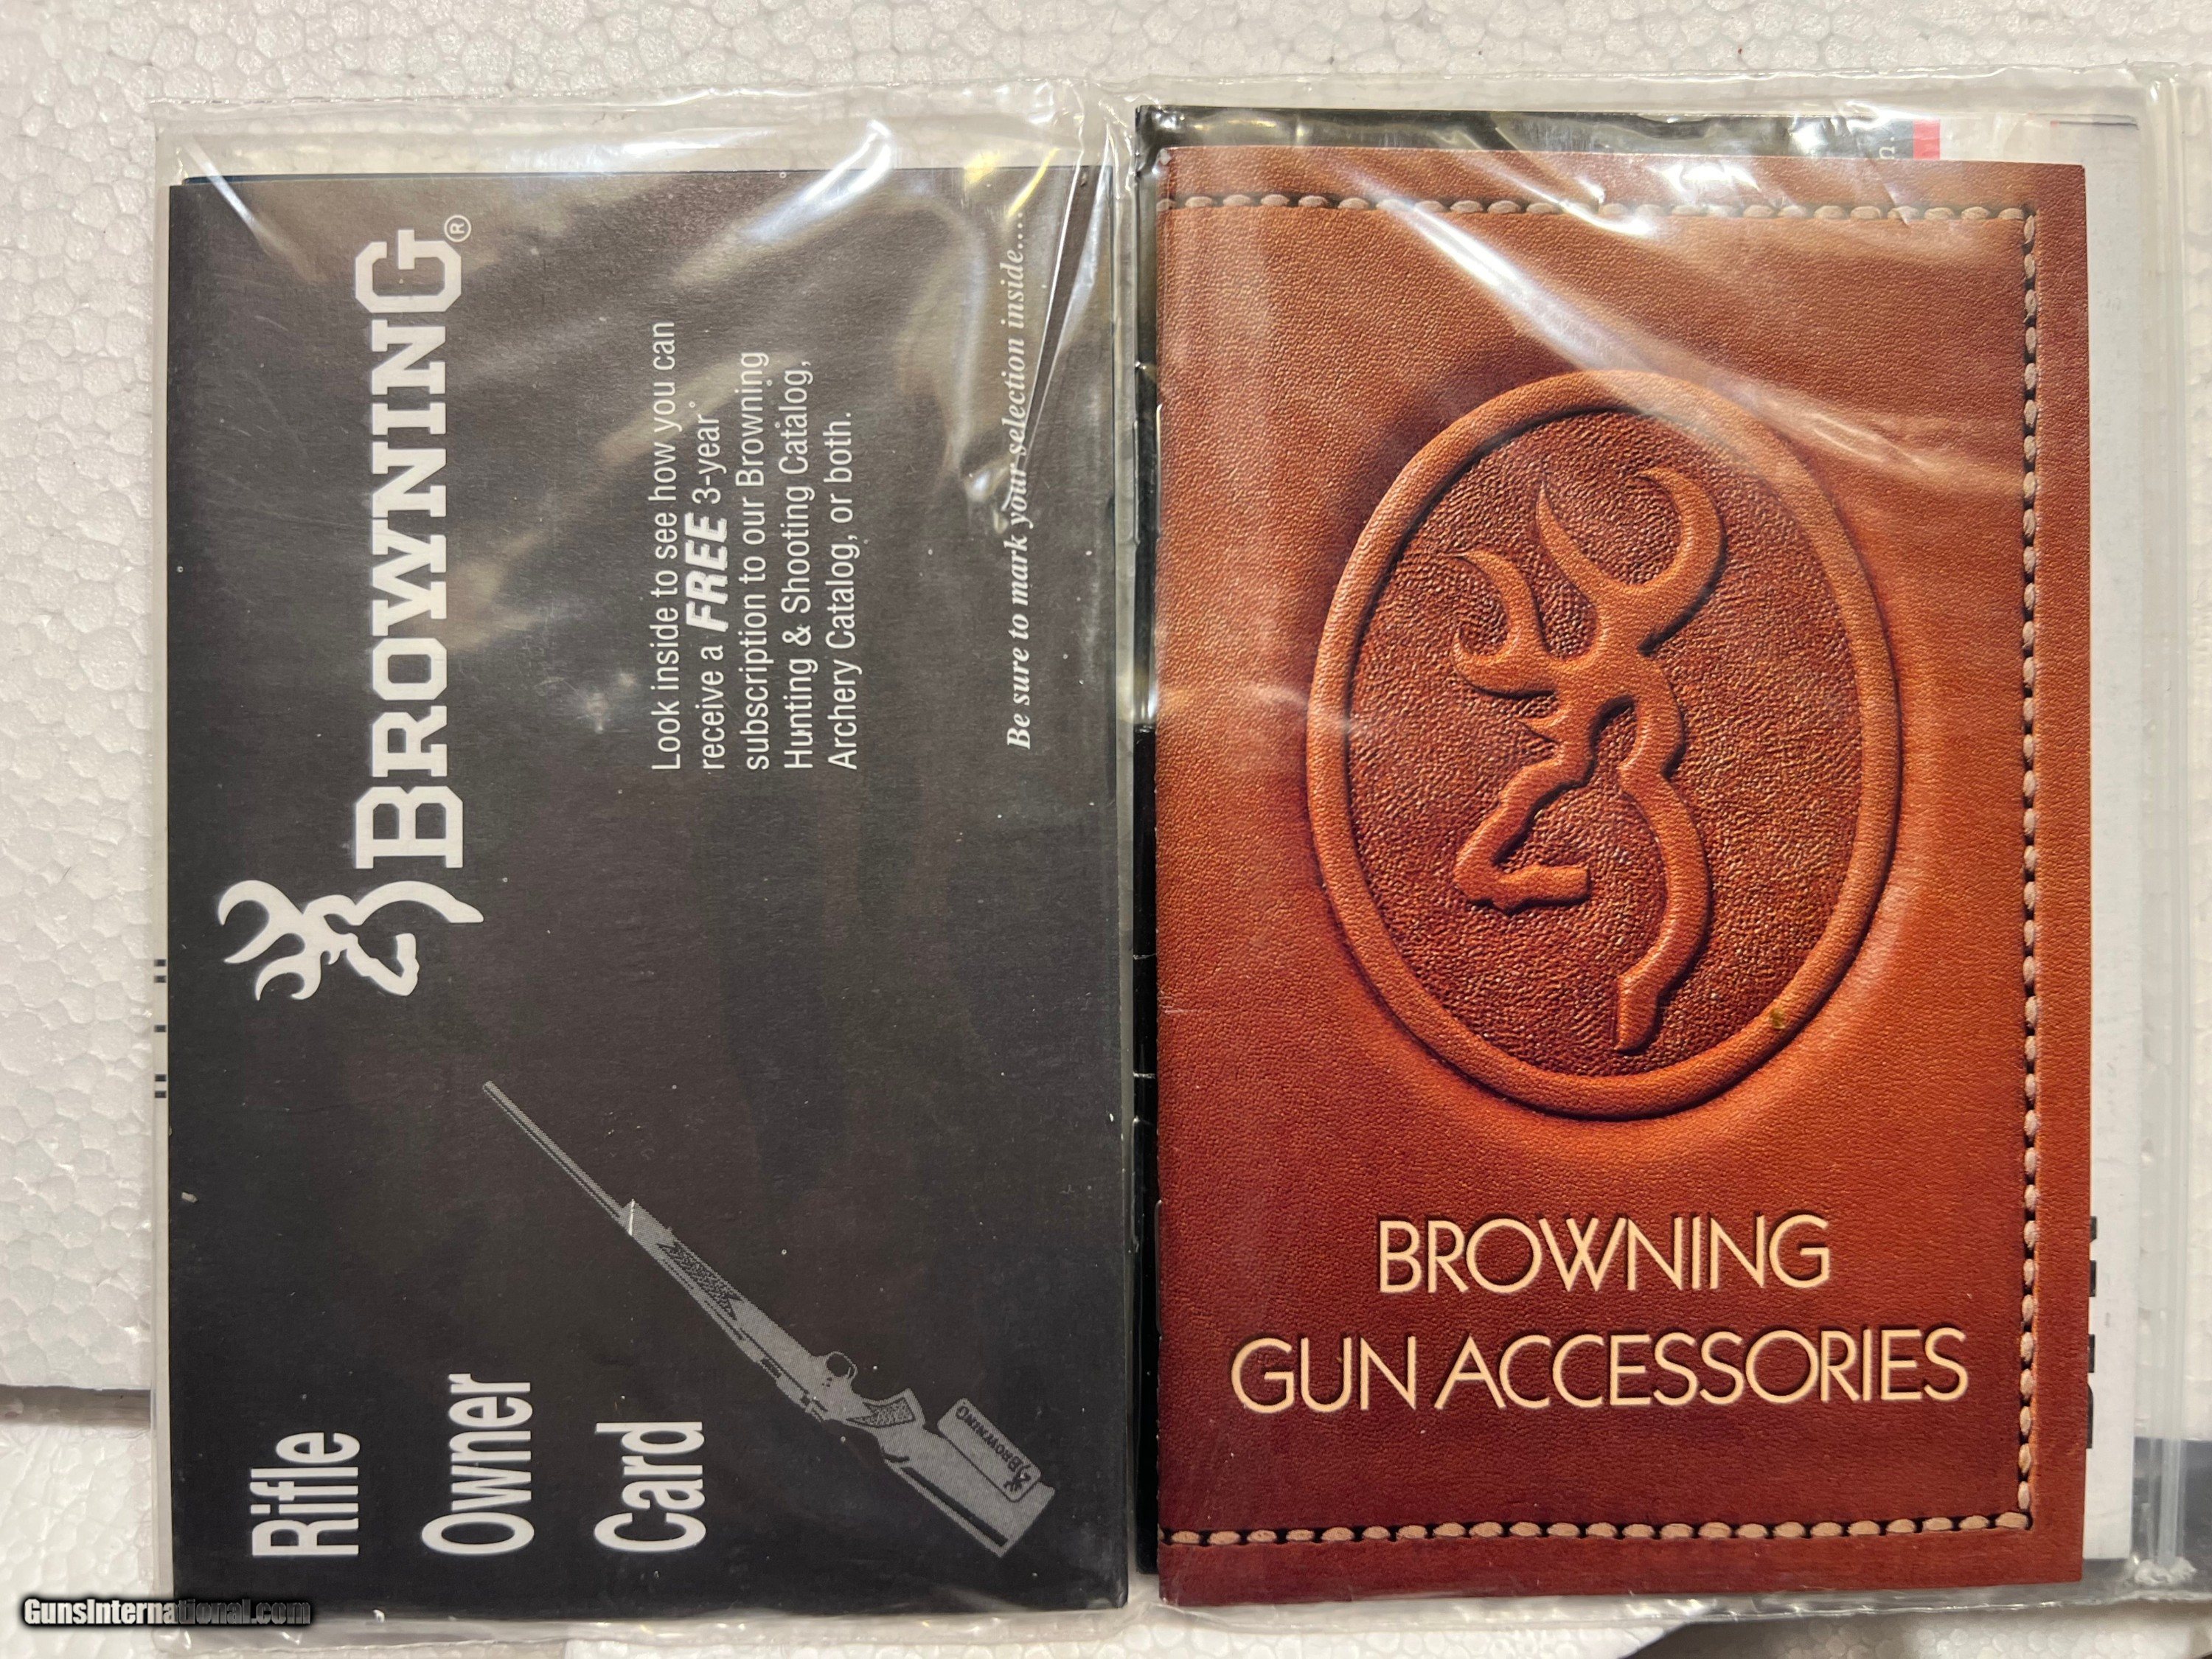 Rifle
Owner
Card
BROWNING®
Look inside to see how you can
receive a FREE 3-year
subscription to our Browning
Hunting & Shooting Catalog,
Archery Catalog, or both.
Be sure to mark your selection inside....
BROWNING
BROWNING
GUN ACCESSORIES
n.
GunsInternational.com